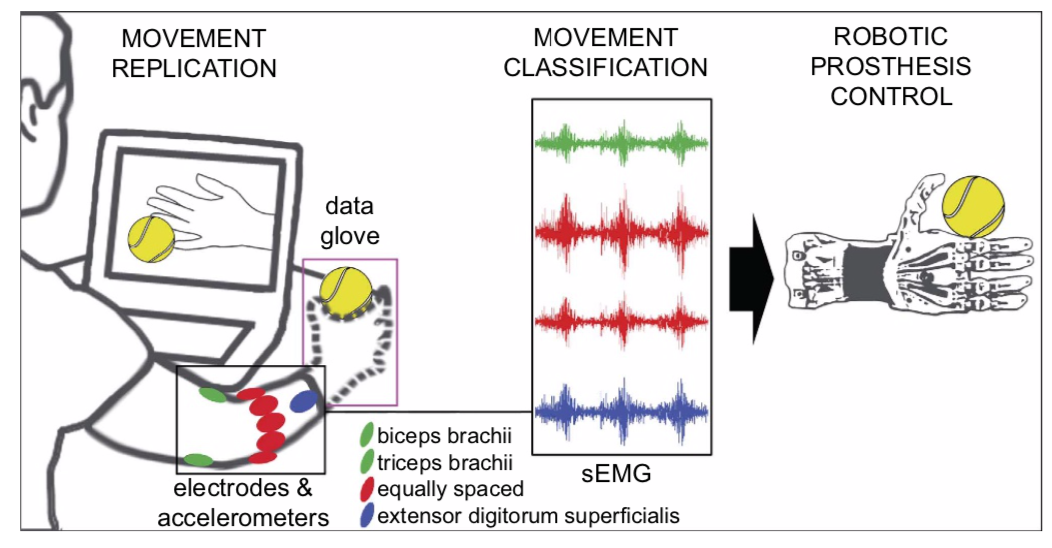 MOVEMENT
REPLICATION
MOVEMENT
CLASSIFICATION
ROBOTIC
PROSTHESIS
CONTROL
data
glove
biceps brachii
triceps brachii
equally spaced
extensor digitorum superficialis
electrodes &
accelerometers
sEMG